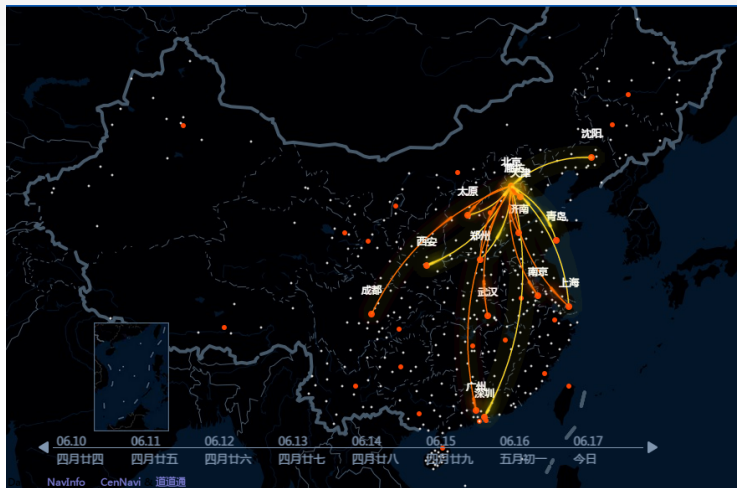 沈阳
北京
天津
太原
济南
青岛
西安
郑州
成都
武汉
南京
上海
广州
深圳
06.10 06.11 06.12 06.13 06.14 06.15 06.16 06.17
四月廿四 四月廿五 四月廿六 四月廿七 四月廿八 四月廿九 五月初一 今日
NavInfo CenNavi 道道通